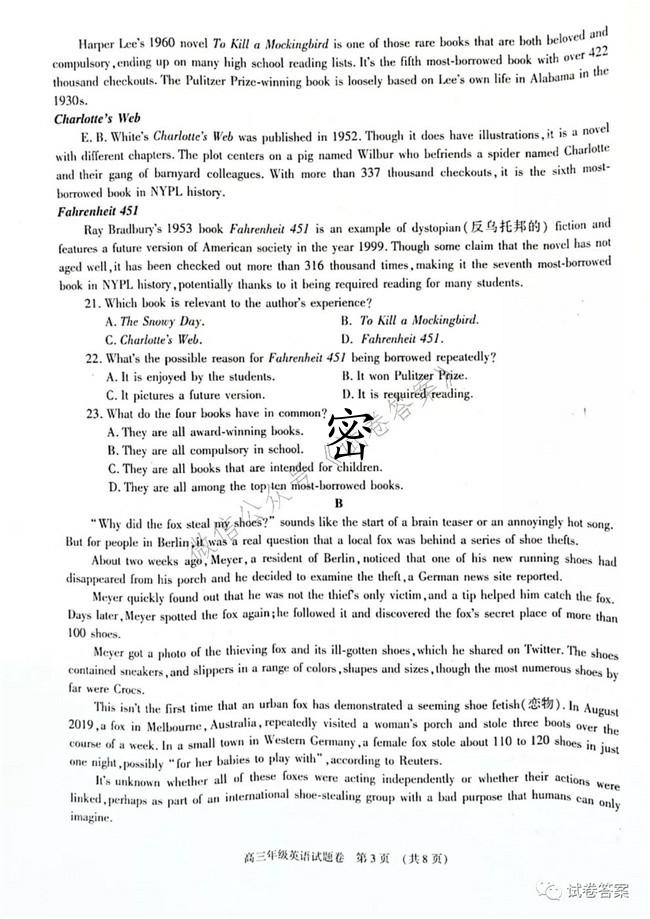 Harper Lee's 1960 novel To Kill a Mockingbird is one of those rare books that are both beloved and
compulsory, ending up on many high school reading lists. It's the fifth most-borrowed book with over 422
thousand checkouts. The Pulitzer Prize-winning book is loosely based on Lee's own life in Alabama in the
1930s.
Charlotte's Web
E. B. White's Charlotte's Web was published in 1952. Though it does have illustrations, it is a novel
with different chapters. The plot centers on a pig named Wilbur who befriends a spider named Charlotte
and their gang of barnyard colleagues. With more than 337 thousand checkouts, it is the sixth most-
borrowed book in NYPL history.
Fahrenheit 451
Ray Bradbury's 1953 book Fahrenheit 451 is an example of dystopian(反乌托邦的) fiction and
features a future version of American society in the year 1999. Though some claim that the novel has not
aged well, it has been checked out more than 316 thousand times, making it the seventh most-borrowed
book in NYPL history, potentially thanks to it being required reading for many students.
21. Which book is relevant to the author's experience?
A. The Snowy Day. B. To Kill a Mockingbird.
C. Charlotte's Web. D. Fahrenheit 451.
22. What's the possible reason for Fahrenheit 451 being borrowed repeatedly?
A. It is enjoyed by the students. B. It won Pulitzer Prize.
C. It pictures a future version. D. It is required reading.
23. What do the four books have in common?
A. They are all award-winning books.
B. They are all compulsory in school.
C. They are all books that are intended for children.
D. They are all among the top ten most-borrowed books.
密
微信公众号《试卷答案》
B
"Why did the fox steal my shoes?" sounds like the start of a brain teaser or an annoyingly hot song.
But for people in Berlin, it was a real question that a local fox was behind a series of shoe thefts.
About two weeks ago, Meyer, a resident of Berlin, noticed that one of his new running shoes had
disappeared from his porch and he decided to examine the theft, a German news site reported.
Meyer quickly found out that he was not the thief's only victim, and a tip helped him catch the fox.
Days later, Meyer spotted the fox again; he followed it and discovered the fox's secret place of more than
100 shoes.
Meyer got a photo of the thieving fox and its ill-gotten shoes, which he shared on Twitter. The shoes
contained sneakers, and slippers in a range of colors, shapes and sizes, though the most numerous shoes by
far were Crocs.
This isn't the first time that an urban fox has demonstrated a seeming shoe fetish(恋物). In August
2019, a fox in Melbourne, Australia, repeatedly visited a woman's porch and stole three boots over the
course of a week. In a small town in Western Germany, a female fox stole about 110 to 120 shoes in just
one night, possibly "for her babies to play with", according to Reuters.
It's unknown whether all of these foxes were acting independently or whether their actions were
linked, perhaps as part of an international shoe-stealing group with a bad purpose that humans can only
imagine.
高三年级英语试题卷 第3页 (共8页)
试卷答案